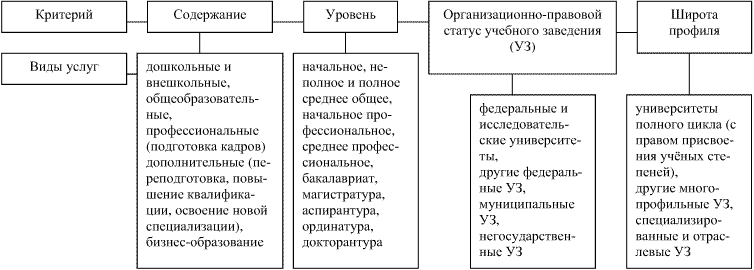 Критерий
Содержание
Уровень
Организационно-правовой
статус учебного заведения
(УЗ)
Широта
профиля
Виды услуг
дошкольные и
внешкольные,
общеобразователь-
ные,
профессиональные
(подготовка кадров)
дополнительные (пе-
реподготовка, повы-
шение квалифика-
ции, освоение новой
специализации),
бизнес-образование
начальное, не-
полное и полное
среднее общее,
начальное про-
фессиональное,
среднее профес-
сиональное,
бакалавриат,
магистратура,
аспирантура,
ординатура,
докторантура
федеральные и
исследователь-
ские университе-
ты,
другие федераль-
ные УЗ,
муниципальные
УЗ,
негосударствен-
ные УЗ
университеты
полного цикла (с
правом присвое-
ния учёных сте-
пеней),
другие много-
профильные УЗ,
специализиро-
ванные и отрас-
левые УЗ